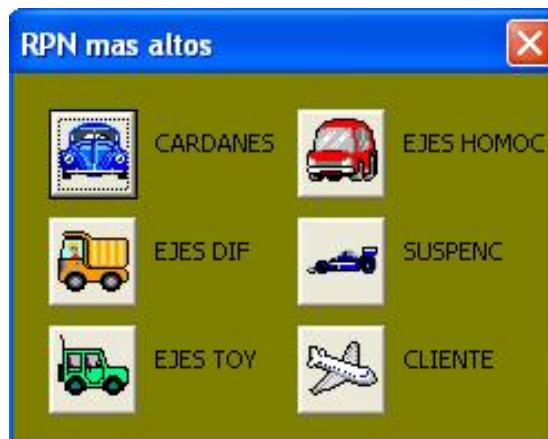 RPN mas altos
CARDANES
EJES HOMOC
EJES DIF
SUSPENC
EJES TOY
CLIENTE